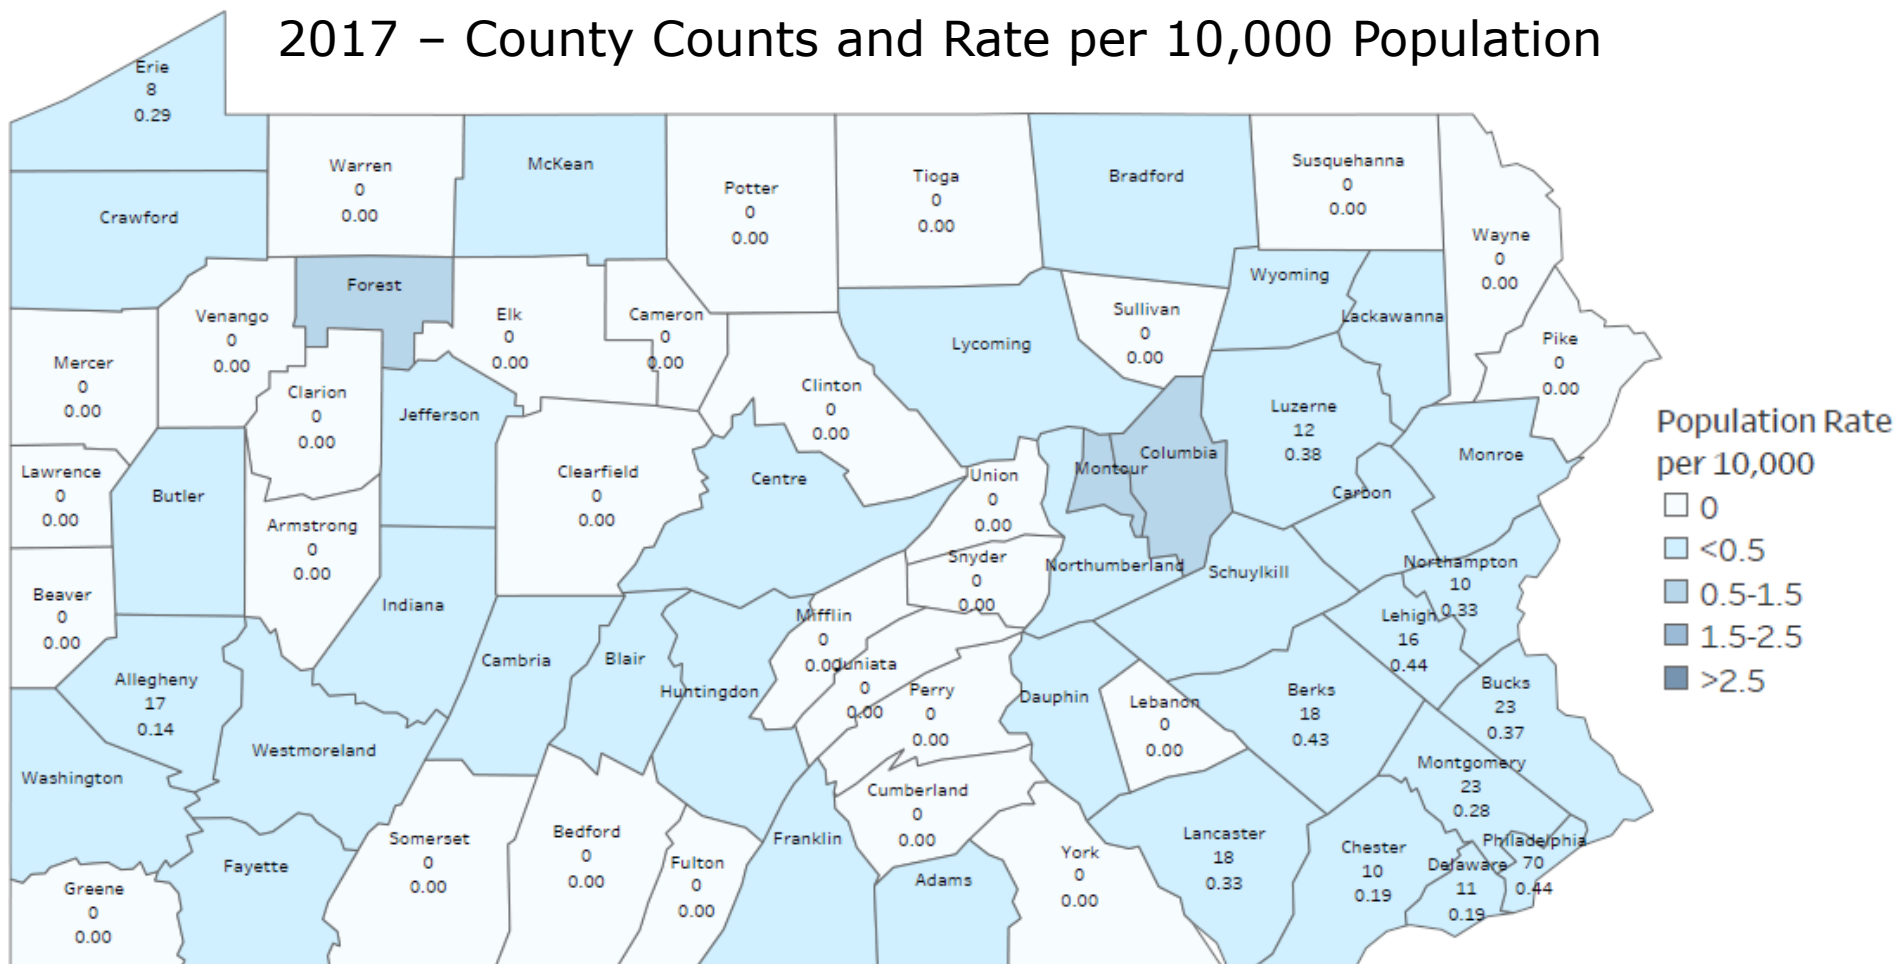 2017 – County Counts and Rate per 10,000 Population
Erie
8
0.29
Warren
0
0.00
McKean
Potter
0
0.00
Tioga
0
0.00
Bradford
Susquehanna
0
0.00
Wayne
0
0.00
Crawford
Forest
Venango
0
0.00
Elk
0
0.00
Cameron
0
0.00
Wyoming
Lackawanna
Sullivan
0
0.00
Lycoming
Pike
0
0.00
Mercer
0
0.00
Clarion
0
0.00
Jefferson
Clinton
0
0.00
Luzerne
12
0.38
Columbia
Montour
Monroe
Lawrence
0
0.00
Butler
Clearfield
0
0.00
Centre
Union
0
0.00
Carbon
Armstrong
0
0.00
Snyder
0
0.00
Northumberland
Schuylkill
Northampton
10
0.33
Beaver
0
0.00
Indiana
Mifflin
0
0.00
Lehigh
16
0.44
Cambria
Blair
Huntingdon
Juniata
0
0.00
Perry
0
0.00
Dauphin
Lebanon
0
0.00
Berks
18
0.43
Bucks
23
0.37
Allegheny
17
0.14
Westmoreland
Washington
Montgomery
23
0.28
Cumberland
0
0.00
Somerset
0
0.00
Bedford
0
0.00
Franklin
Fulton
0
0.00
York
0
0.00
Lancaster
18
0.33
Chester
10
0.19
Delaware
11
0.19
Philadelphia
70
0.44
Fayette
Adams
Greene
0
0.00
Population Rate
per 10,000
0
<0.5
0.5-1.5
1.5-2.5
>2.5